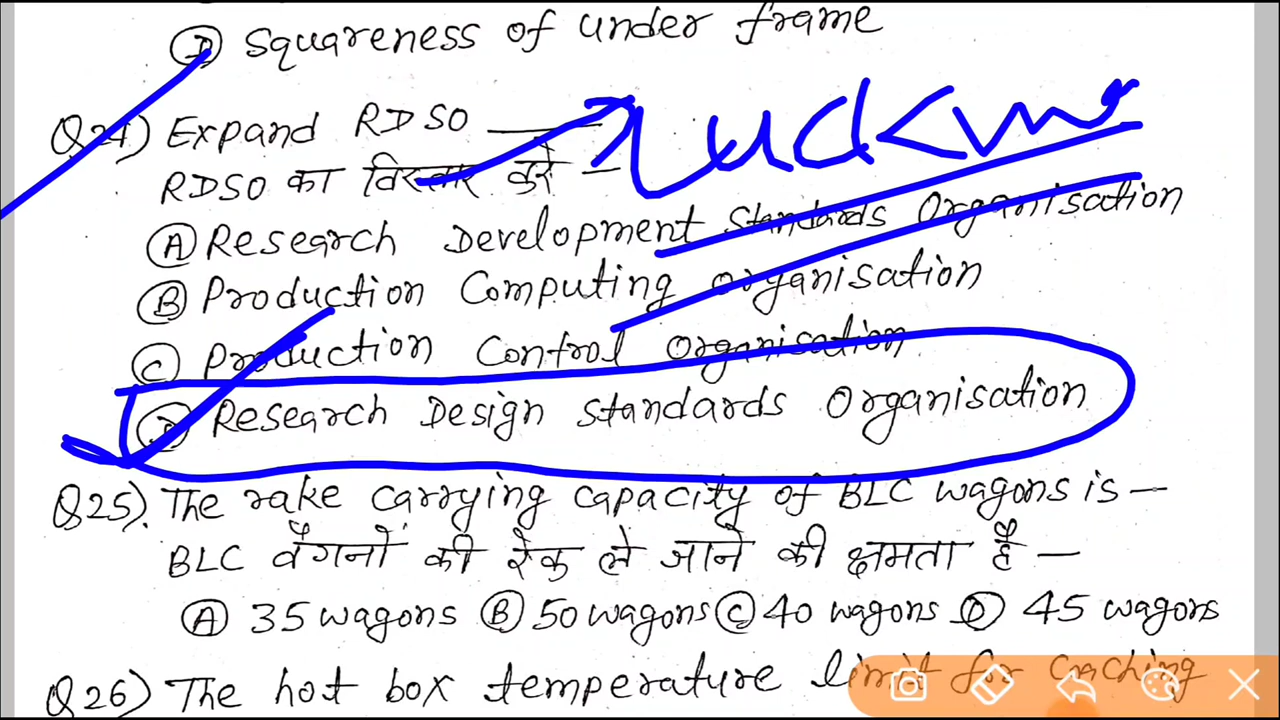 Ⓓ Squareness of under frame
Q24) Expand RDSO ———
RDSO का विस्तार करे —
Ⓐ Research Development Standards Organisation
Ⓑ Production Computing Organisation
Ⓒ Production Control Organisation
Ⓓ Research Design Standards Organisation
Q25). The rake carrying capacity of BLC wagons is —
BLC वैगनों की रेक ले जाने की क्षमता है —
Ⓐ 35 wagons Ⓑ 50 wagons Ⓒ 40 wagons Ⓓ 45 wagons
Q26) The hot box temperature limit for